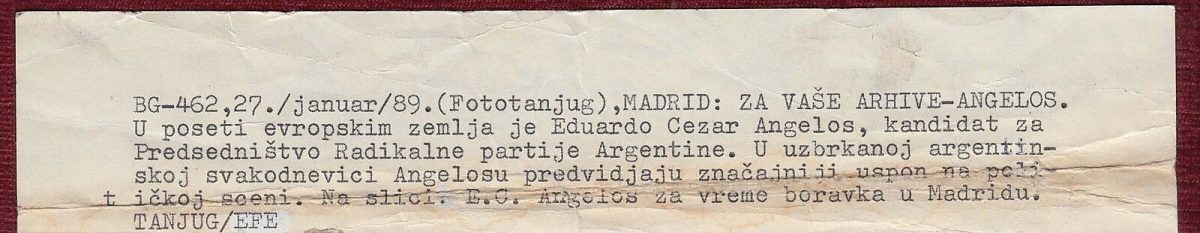 BG-462,27./januar/89.(Fototanjug),MADRID: ZA VAŠE ARHIVE-ANGELOS.
U poseti evropskim zemlja je Eduardo Cezar Angelos, kandidat za
Predsedništvo Radikalne partije Argentine. U uzbrkanoj argentin-
skoj svakodnevici Angelosu predvidjaju značajniji uspon na poli-
t ičkoj sceni. Na slici: E.C. Angelos za vreme boravka u Madridu.
TANJUG/EFE